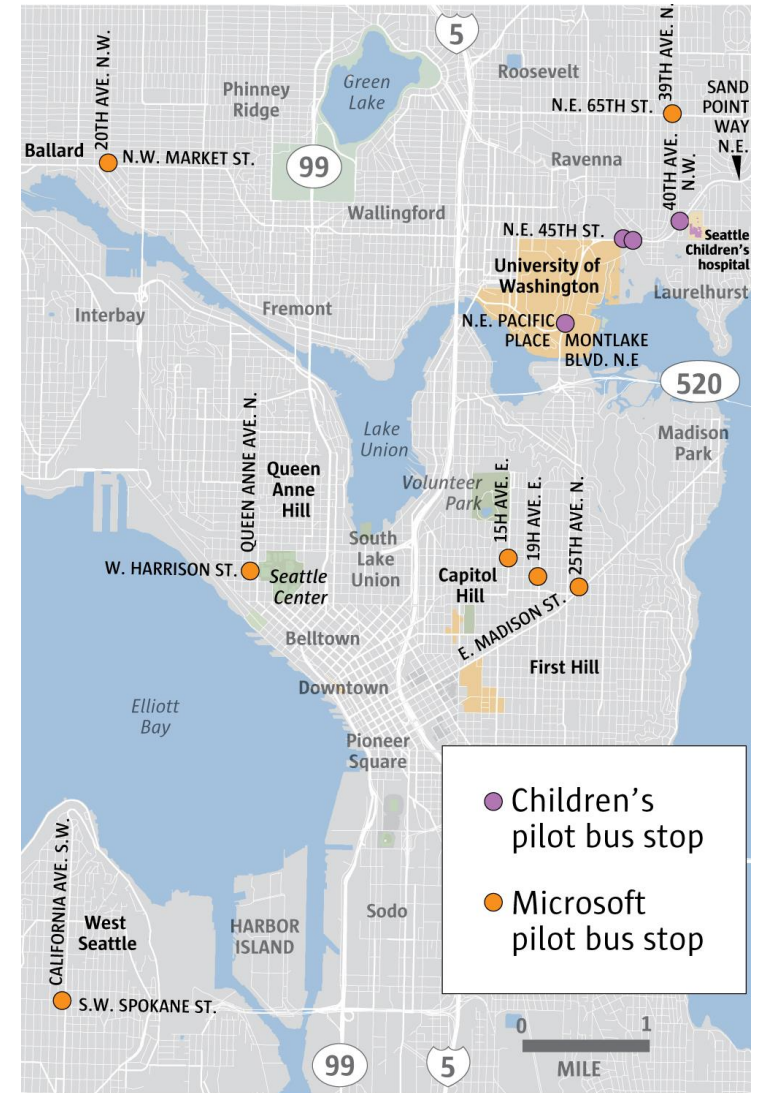 5
39TH AVE. N.
20TH AVE. N.W.
Green
Lake
Roosevelt
Phinney
Ridge
SAND
POINT
WAY
N.E.
N.E. 65TH ST.
Ballard
N.W. MARKET ST.
99
Ravenna
40TH AVE.
N.W.
Wallingford
N.E. 45TH ST.
Seattle
Children's
hospital
University of
Washington
Laurelhurst
Interbay
Fremont
N.E. PACIFIC
PLACE
MONTLAKE
BLVD. N.E
520
QUEEN ANNE AVE. N.
Lake
Union
Madison
Park
Queen
Anne
Hill
Volunteer
Park
15H AVE. E.
19H AVE. E.
25TH AVE. N.
South
Lake
Union
W. HARRISON ST.
Seattle
Center
Capitol
Hill
E. MADISON ST.
Belltown
First Hill
Downtown
Elliott
Bay
Pioneer
Square
Children's
pilot bus stop
Microsoft
pilot bus stop
CALIFORNIA AVE. S.W.
West
Seattle
HARBOR
ISLAND
Sodo
S.W. SPOKANE ST.
0 1
MILE
99
5